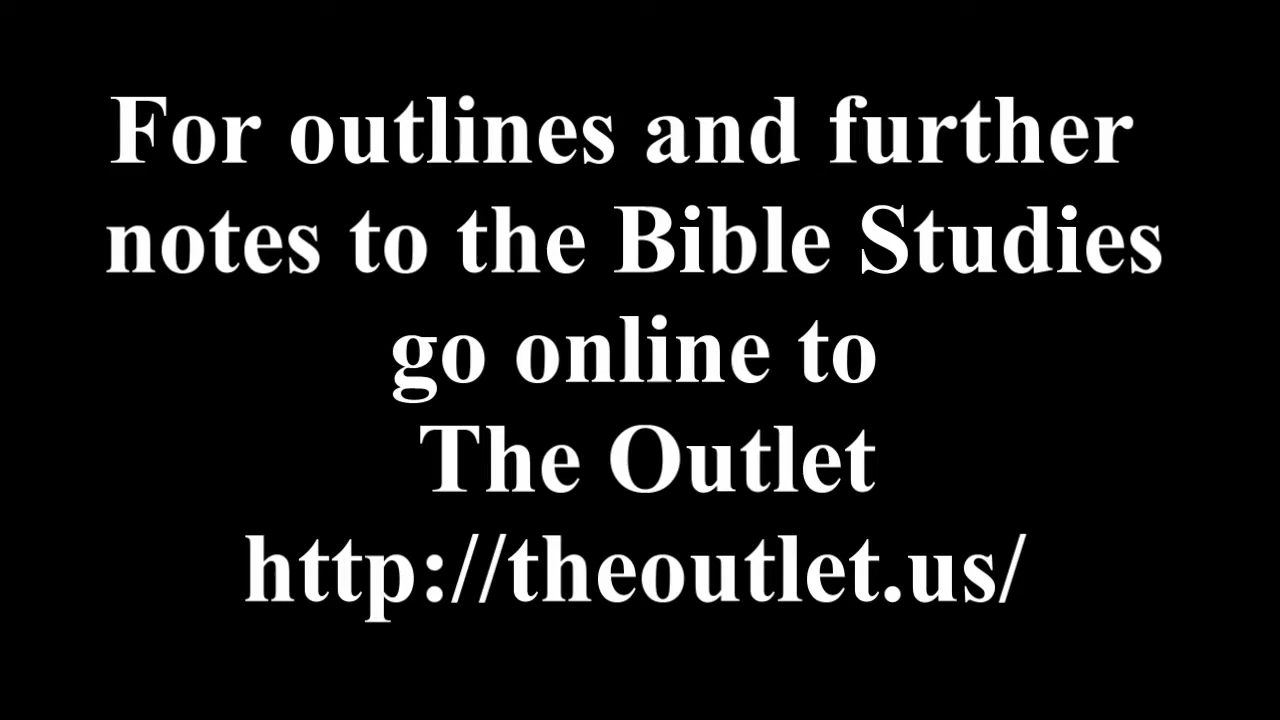 For outlines and further
notes to the Bible Studies
go online to
The Outlet
http://theoutlet.us/